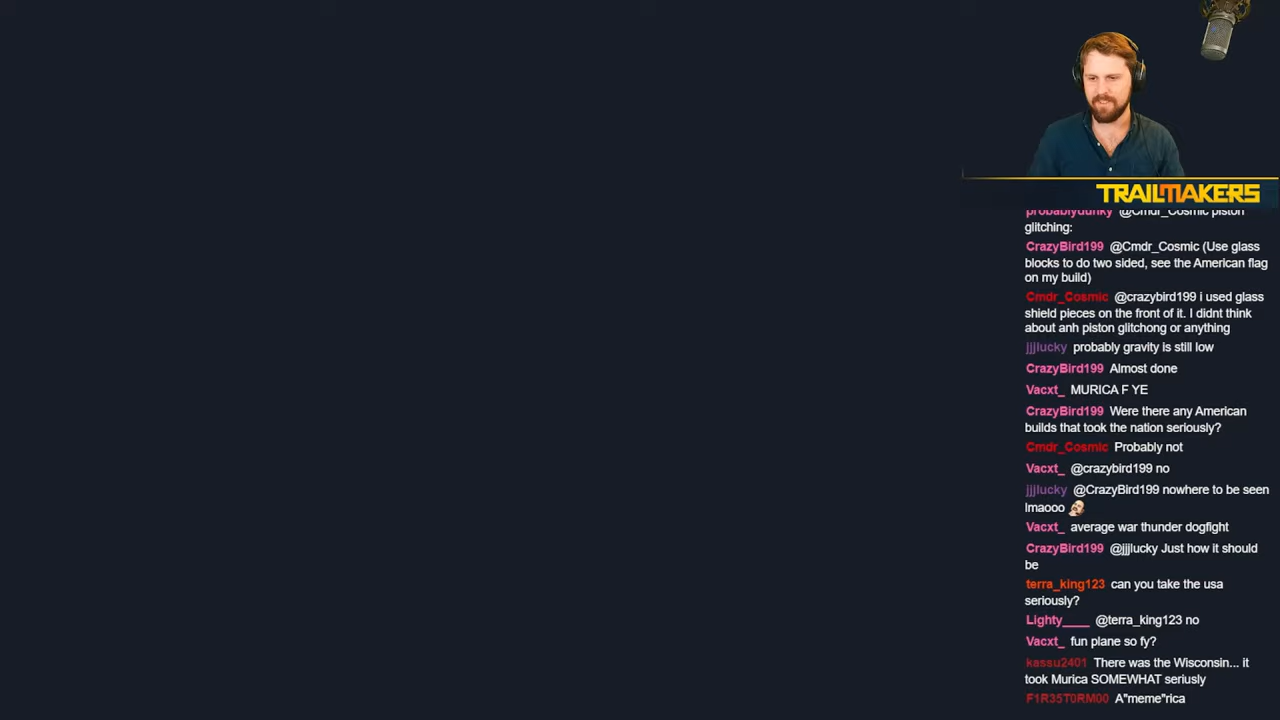 TRAILMAKERS
probablydunky @Cmdr_Cosmic piston
glitching:
CrazyBird199 @Cmdr_Cosmic (Use glass
blocks to do two sided, see the American flag
on my build)
Cmdr_Cosmic @crazybird199 i used glass
shield pieces on the front of it. I didnt think
about anh piston glitchong or anything
jjjlucky probably gravity is still low
CrazyBird199 Almost done
Vacxt_ MURICA F YE
CrazyBird199 Were there any American
builds that took the nation seriously?
Cmdr_Cosmic Probably not
Vacxt_ @crazybird199 no
jjjlucky @CrazyBird199 nowhere to be seen
lmaooo
Vacxt_ average war thunder dogfight
CrazyBird199 @jjjlucky Just how it should
be
terra_king123 can you take the usa
seriously?
Lighty____ @terra_king123 no
Vacxt_ fun plane so fy?
kassu2401 There was the Wisconsin... it
took Murica SOMEWHAT seriusly
F1R35T0RM00 A"meme"rica